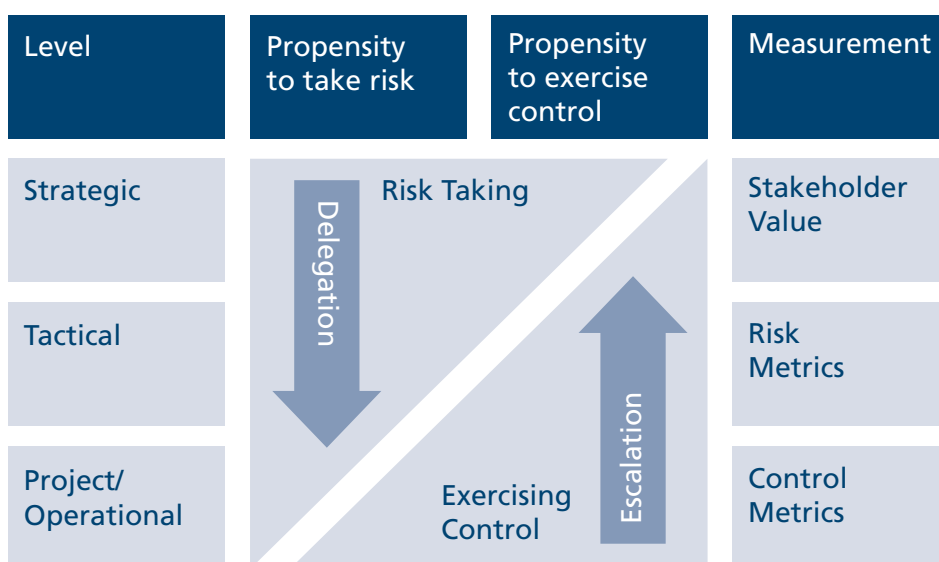 Level
Propensity
to take risk
Propensity
to exercise
control
Measurement
Strategic
Delegation
Risk Taking
Stakeholder
Value
Tactical
Risk
Metrics
Project/
Operational
Exercising
Control
Escalation
Control
Metrics